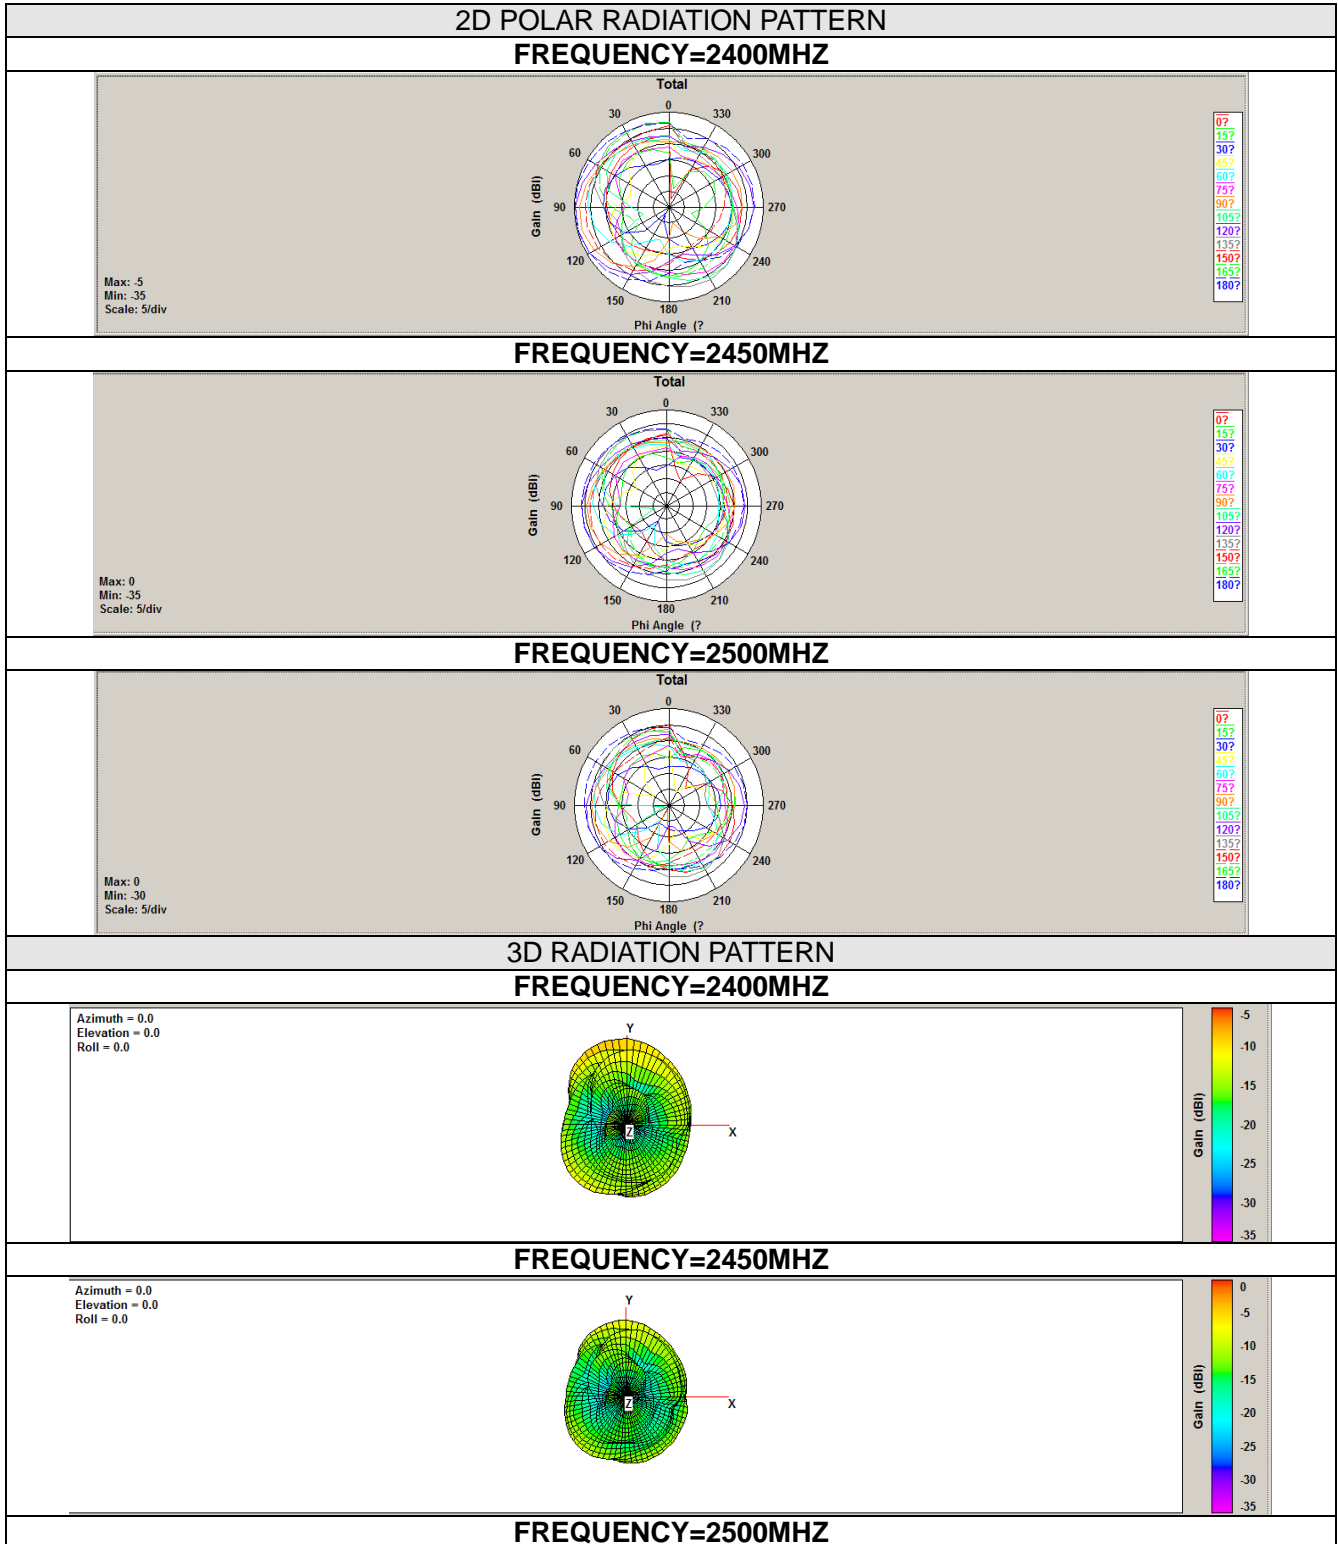 2D POLAR RADIATION PATTERN
FREQUENCY=2400MHZ
Total
0
30
330
60
300
90
270
120
240
150
210
180
Gain (dBi)
Phi Angle (?
Max: -5
Min: -35
Scale: 5/div
0?
15?
30?
45?
60?
75?
90?
105?
120?
135?
150?
165?
180?
FREQUENCY=2450MHZ
Total
0
30
330
60
300
90
270
120
240
150
210
180
Gain (dBi)
Phi Angle (?
Max: 0
Min: -35
Scale: 5/div
0?
15?
30?
45?
60?
75?
90?
105?
120?
135?
150?
165?
180?
FREQUENCY=2500MHZ
Total
0
30
330
60
300
90
270
120
240
150
210
180
Gain (dBi)
Phi Angle (?
Max: 0
Min: -30
Scale: 5/div
0?
15?
30?
45?
60?
75?
90?
105?
120?
135?
150?
165?
180?
3D RADIATION PATTERN
FREQUENCY=2400MHZ
Azimuth = 0.0
Elevation = 0.0
Roll = 0.0
Y
Z
X
Gain (dBi)
-5
-10
-15
-20
-25
-30
-35
FREQUENCY=2450MHZ
Azimuth = 0.0
Elevation = 0.0
Roll = 0.0
Y
Z
X
Gain (dBi)
0
-5
-10
-15
-20
-25
-30
-35
FREQUENCY=2500MHZ